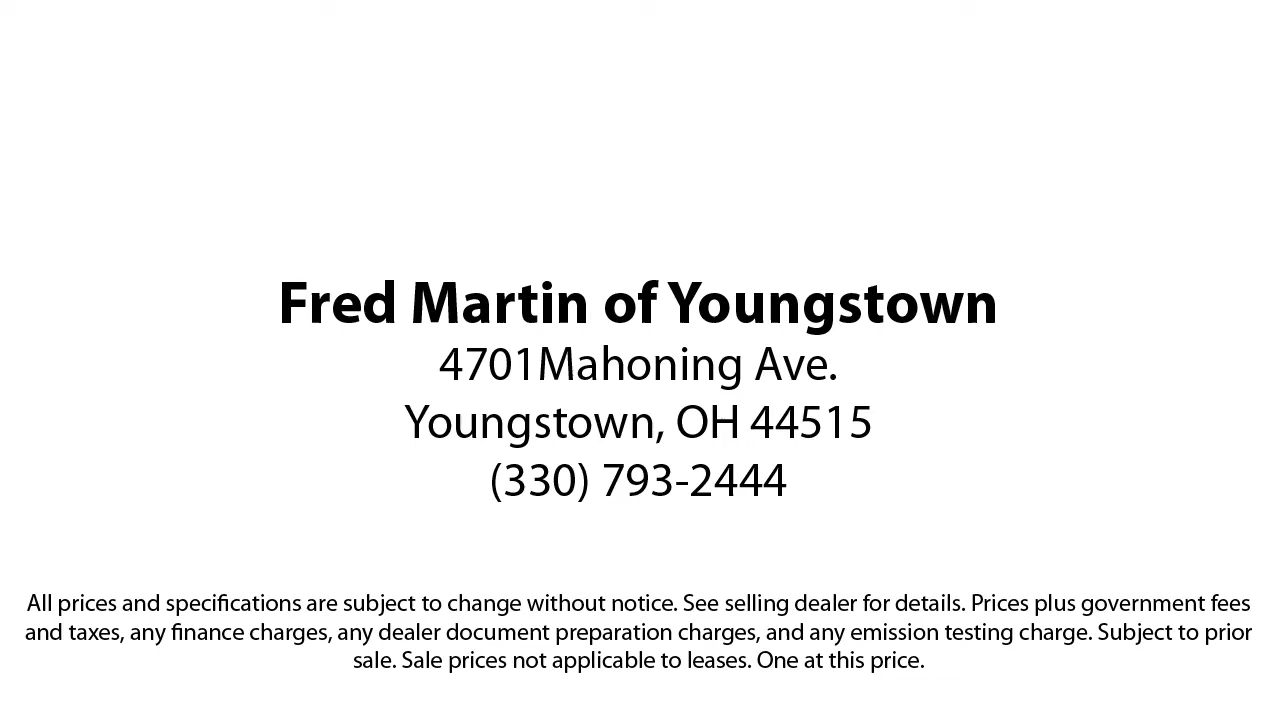 Fred Martin of Youngstown
4701Mahoning Ave.
Youngstown, OH 44515
(330) 793-2444
All prices and specifications are subject to change without notice. See selling dealer for details. Prices plus government fees
and taxes, any finance charges, any dealer document preparation charges, and any emission testing charge. Subject to prior
sale. Sale prices not applicable to leases. One at this price.